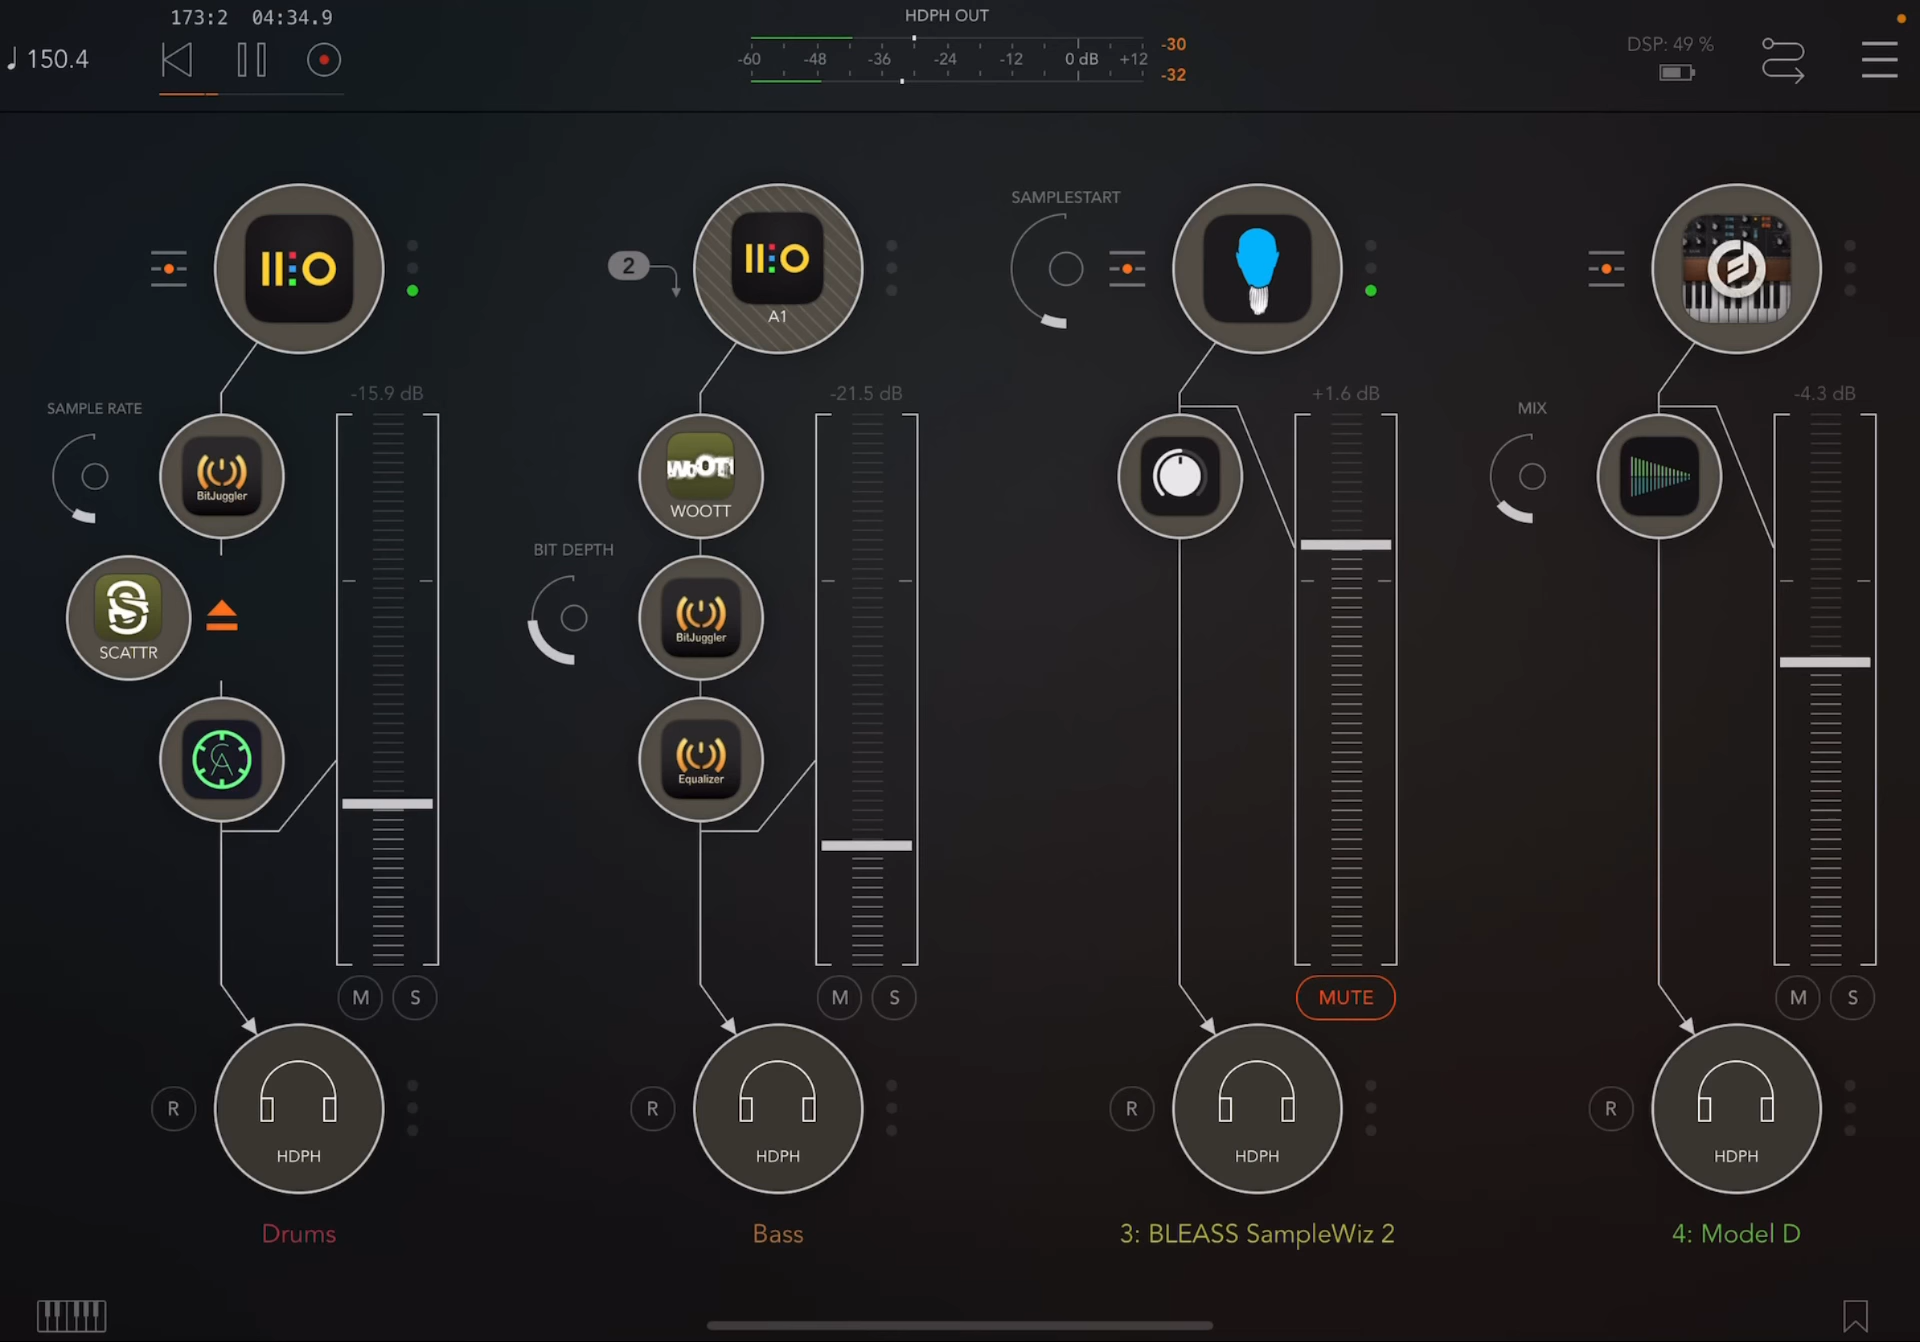 173:2 04:34.9
150.4
HDPH OUT
-60 -48 -36 -24 -12 0 dB +12
-30
-32
DSP: 49 %
SAMPLESTART
2
A1
-15.9 dB
-21.5 dB
+1.6 dB
-4.3 dB
SAMPLE RATE
MIX
BitJuggler
WOOTT
WOOTT
BIT DEPTH
BitJuggler
SCATTR
Equalizer
M S
M S
MUTE
M S
R
R
R
R
HDPH
HDPH
HDPH
HDPH
Drums
Bass
3: BLEASS SampleWiz 2
4: Model D